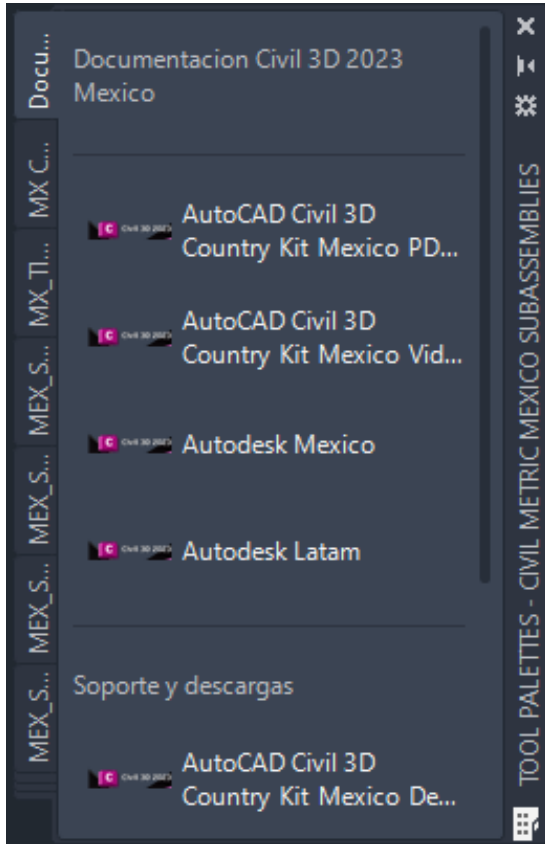 Documentacion Civil 3D 2023
Mexico
AutoCAD Civil 3D
Country Kit Mexico PD...
AutoCAD Civil 3D
Country Kit Mexico Vid...
Autodesk Mexico
Autodesk Latam
Soporte y descargas
AutoCAD Civil 3D
Country Kit Mexico De...
Docu...
MX C...
MX_TI...
MEX_S...
MEX_S...
MEX_S...
MEX_S...
TOOL PALETTES - CIVIL METRIC MEXICO SUBASSEMBLIES